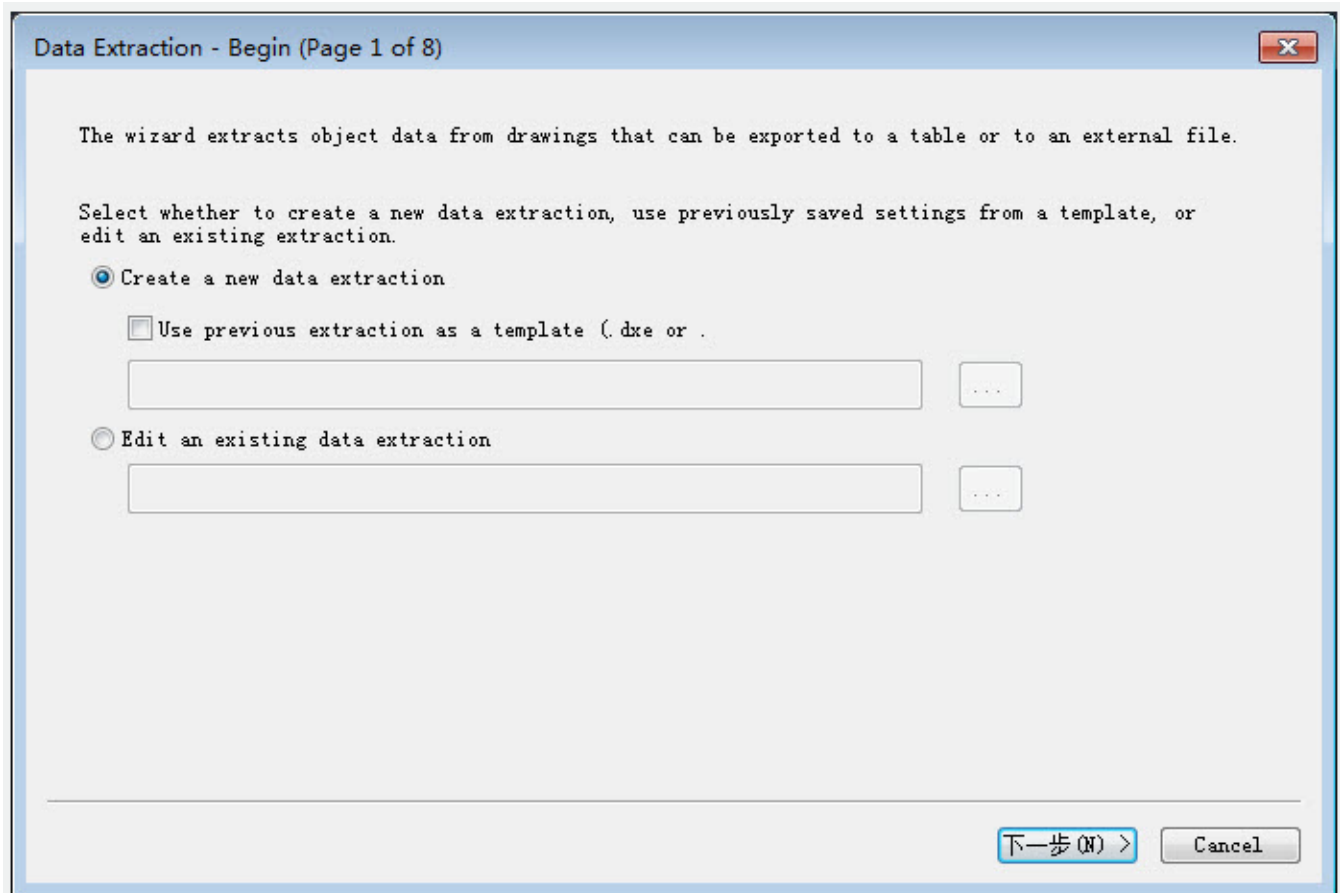 Data Extraction - Begin (Page 1 of 8)
The wizard extracts object data from drawings that can be exported to a table or to an external file.
Select whether to create a new data extraction, use previously saved settings from a template, or
edit an existing extraction.
Create a new data extraction
Use previous extraction as a template (.dxe or .
...
Edit an existing data extraction
...
下一步(N) >
Cancel